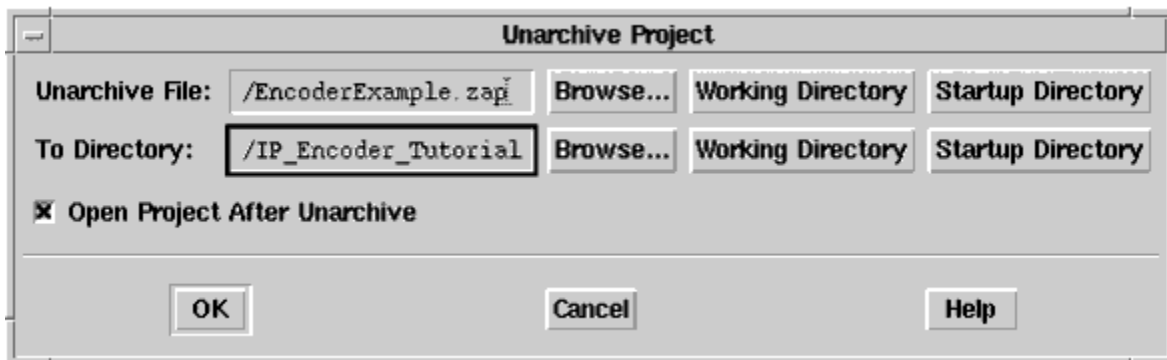 Unarchive Project
Unarchive File: /EncoderExample.zap Browse... Working Directory Startup Directory
To Directory: /IP_Encoder_Tutorial Browse... Working Directory Startup Directory
Open Project After Unarchive
OK Cancel Help